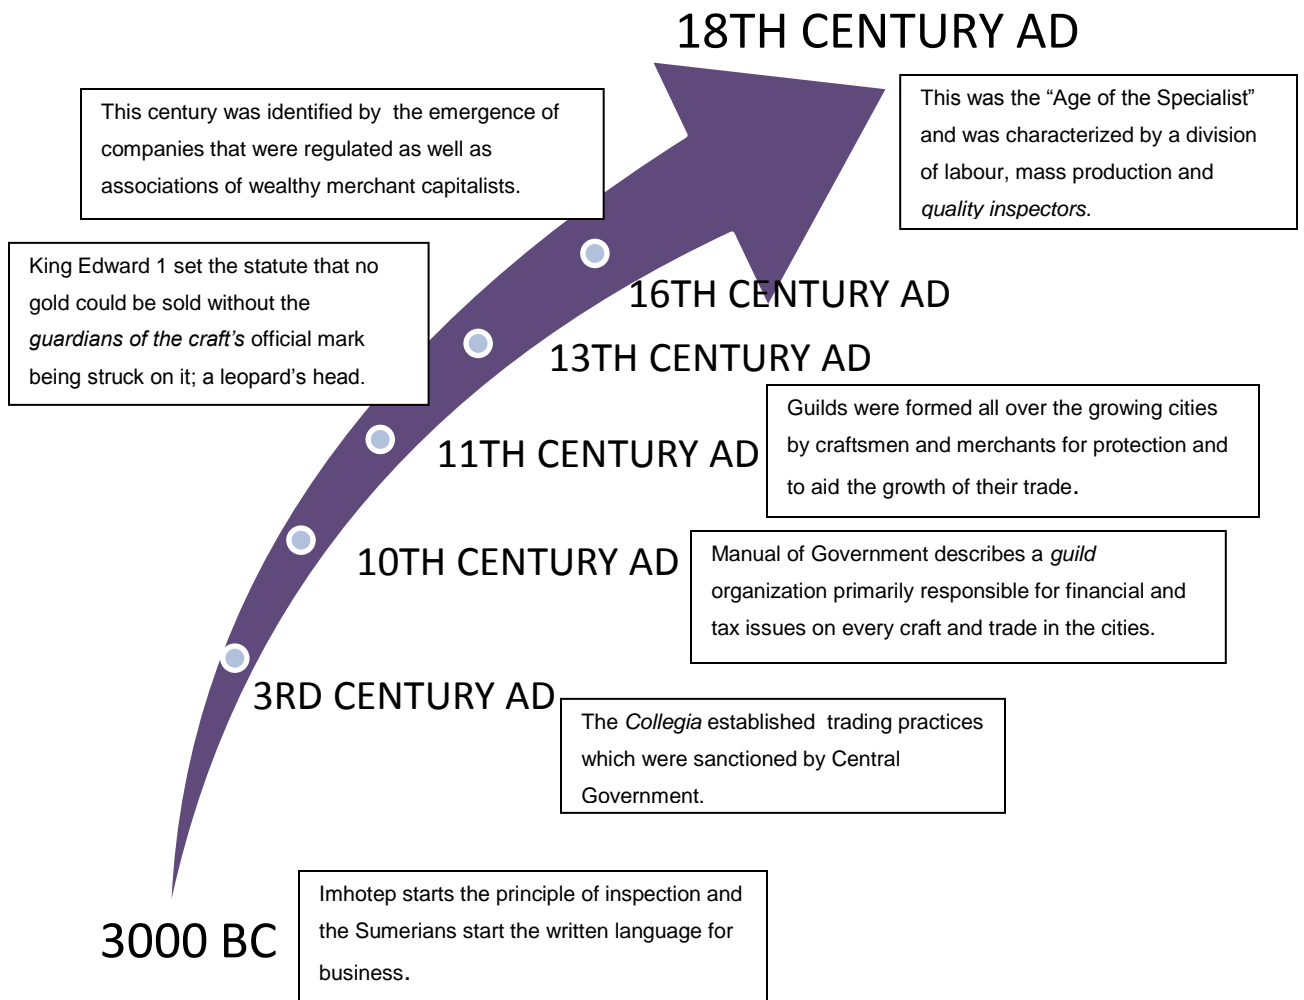 18TH CENTURY AD
This was the “Age of the Specialist”
and was characterized by a division
of labour, mass production and
quality inspectors.
This century was identified by  the emergence of
companies that were regulated as well as
associations of wealthy merchant capitalists.
16TH CENTURY AD
King Edward 1 set the statute that no
gold could be sold without the
guardians of the craft’s official mark
being struck on it; a leopard’s head.
13TH CENTURY AD
11TH CENTURY AD
Guilds were formed all over the growing cities
by craftsmen and merchants for protection and
to aid the growth of their trade.
10TH CENTURY AD
Manual of Government describes a guild
organization primarily responsible for financial and
tax issues on every craft and trade in the cities.
3RD CENTURY AD
The Collegia established  trading practices
which were sanctioned by Central
Government.
3000 BC
Imhotep starts the principle of inspection and
the Sumerians start the written language for
business.